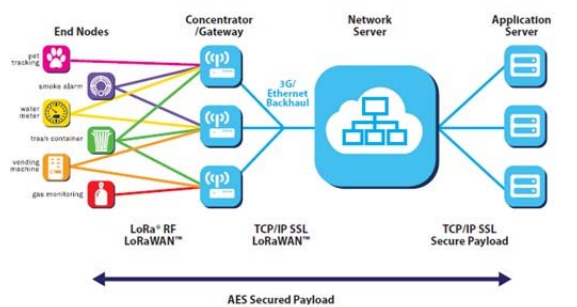 End Nodes
Concentrator
/Gateway
Network
Server
Application
Server
pet
tracking
smoke alarm
water
meter
trash container
vending
machine
gas monitoring
3G/
Ethernet
Backhaul
LoRa® RF
LoRaWAN™
TCP/IP SSL
LoRaWAN™
TCP/IP SSL
Secure Payload
AES Secured Payload